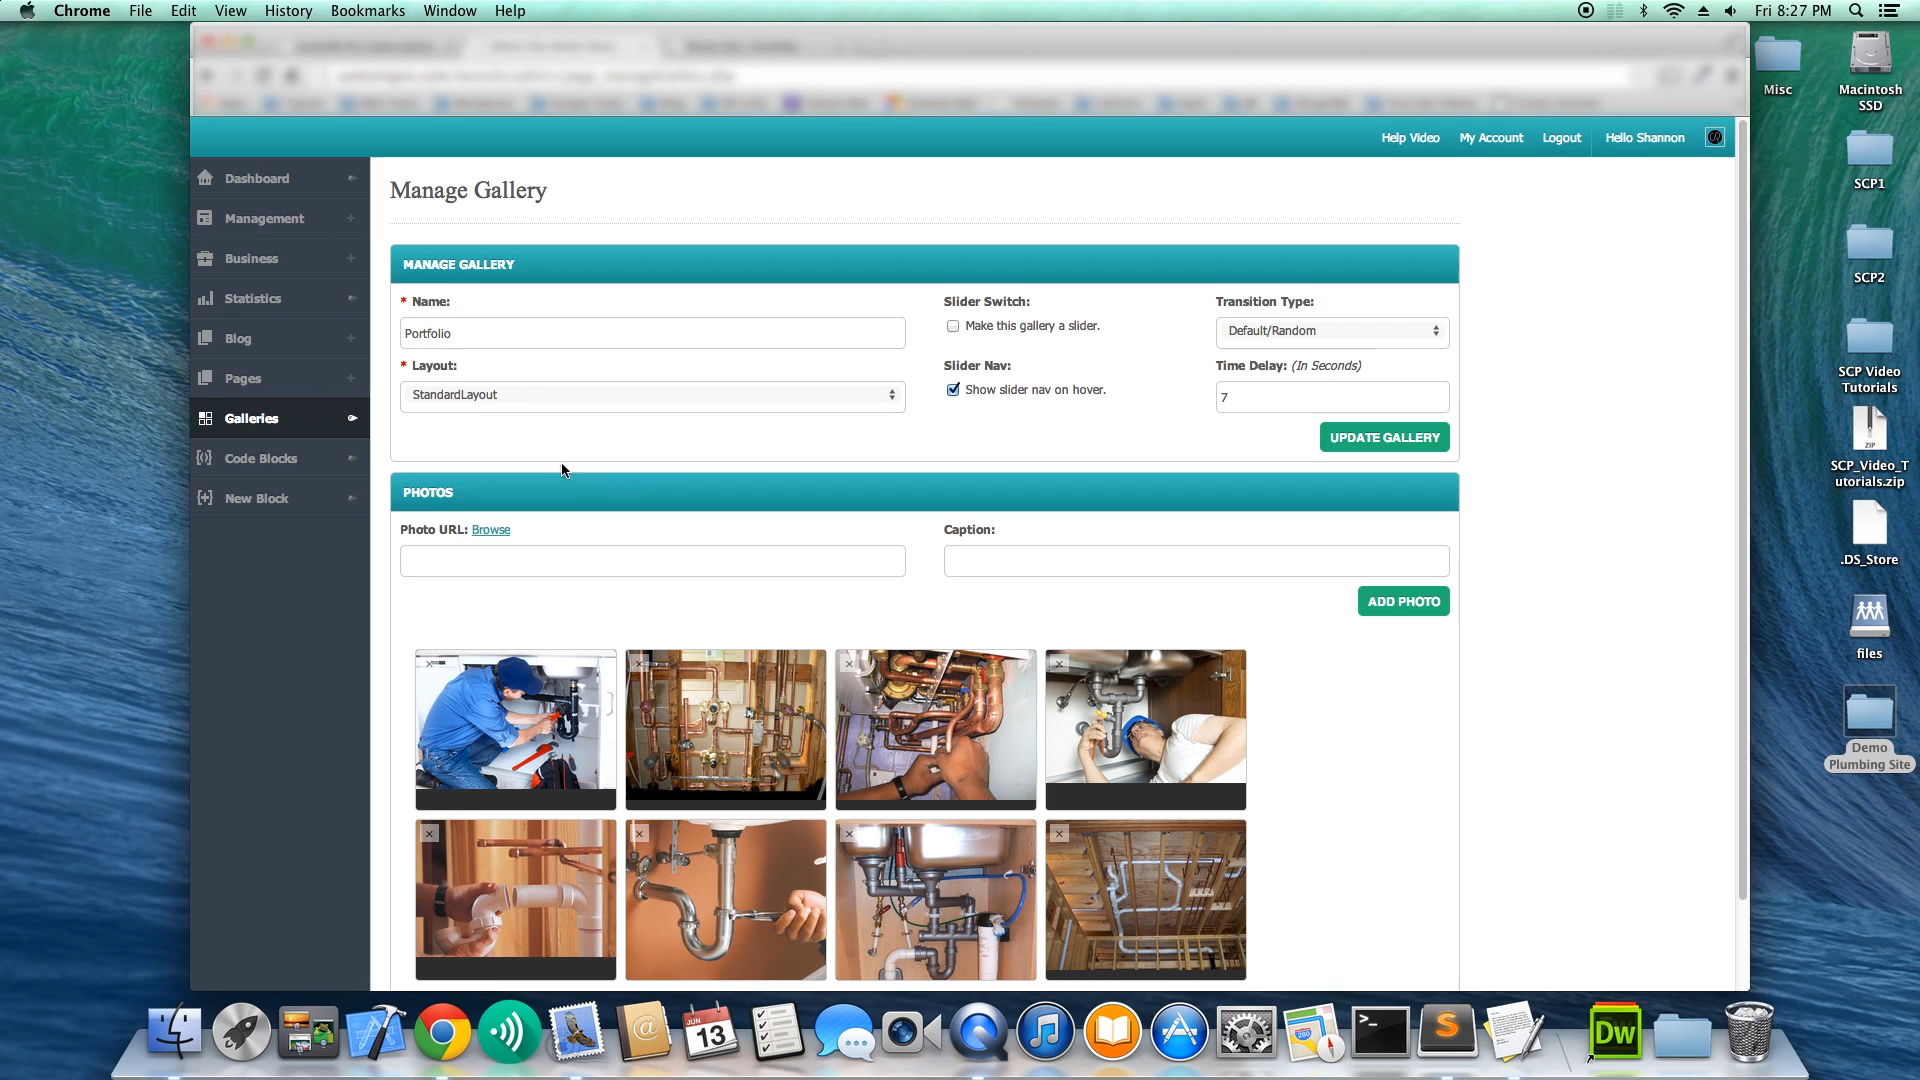 Chrome File Edit View History Bookmarks Window Help Fri 8:27 PM
Misc
Macintosh SSD
Help Video My Account Logout Hello Shannon
SCP1
SCP2
SCP Video Tutorials
ZIP
SCP_Video_T
utorials.zip
.DS_Store
files
Demo Plumbing Site
Dashboard
Management
Business
Statistics
Blog
Pages
Galleries
Code Blocks
New Block
Manage Gallery
MANAGE GALLERY
* Name: Slider Switch: Transition Type:
Portfolio Make this gallery a slider. Default/Random
* Layout: Slider Nav: Time Delay: (In Seconds)
StandardLayout Show slider nav on hover. 7
UPDATE GALLERY
PHOTOS
Photo URL: Browse Caption:
ADD PHOTO
JUN
13
280
S
Dw